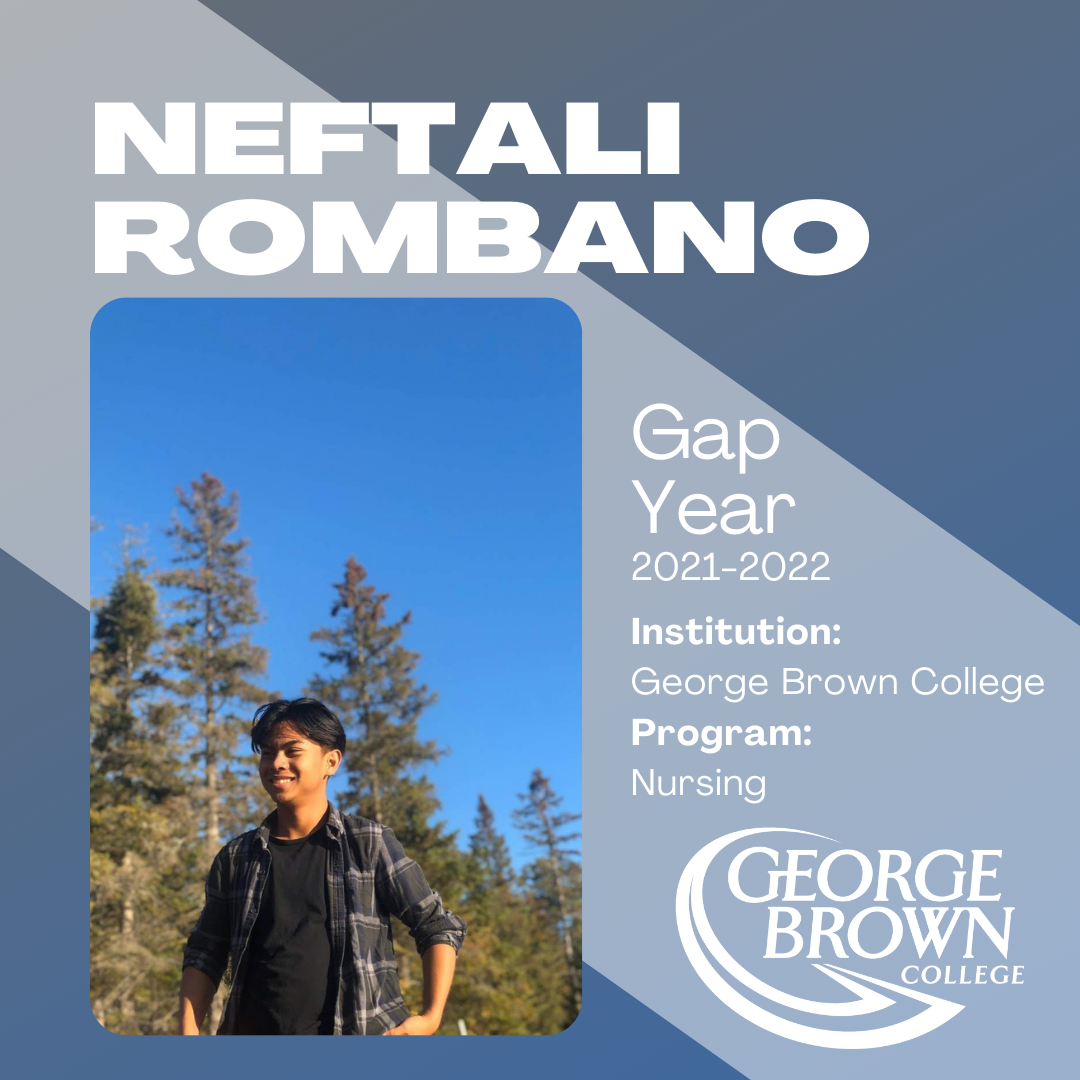 NEFTALI
ROMBANO
Gap
Year
2021-2022
Institution:
George Brown College
Program:
Nursing
GEORGE
BROWN
COLLEGE